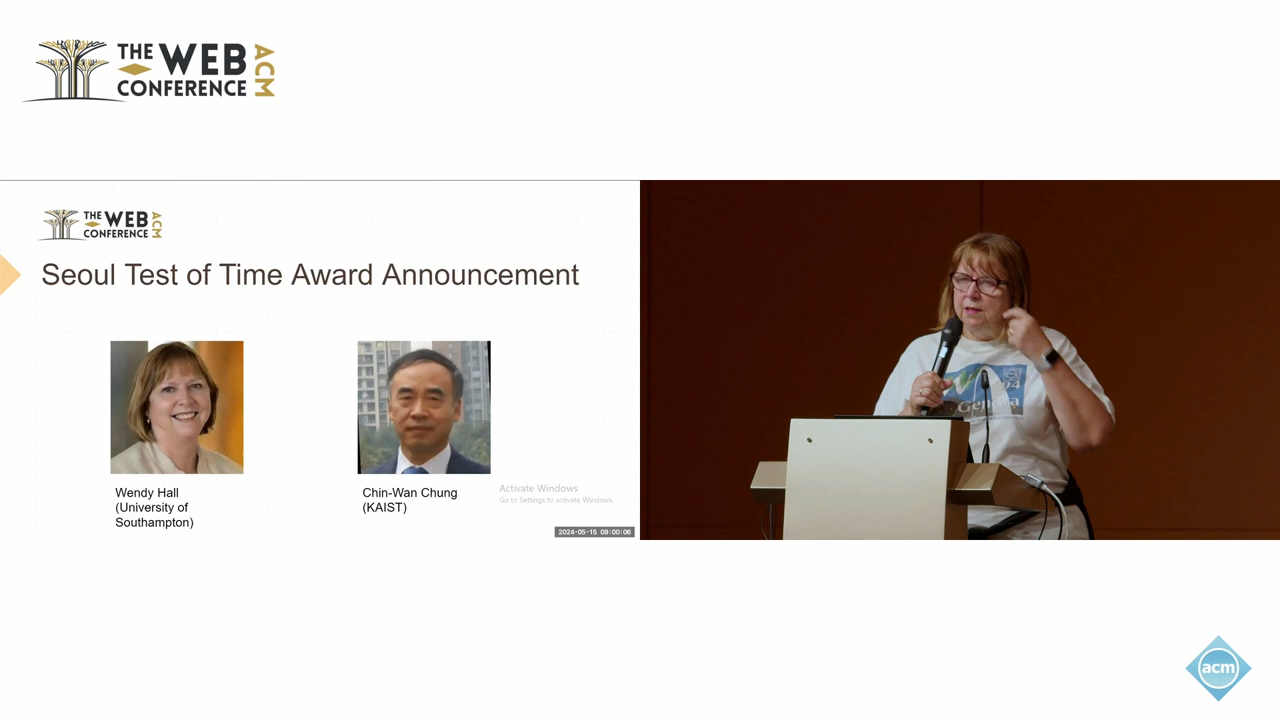 THE WEB CONFERENCE ACM
THE WEB CONFERENCE ACM
Seoul Test of Time Award Announcement
Wendy Hall
(University of
Southampton)
Chin-Wan Chung
(KAIST)
Activate Windows
Go to Settings to activate Windows.
2024-05-15 09:00:06
94
acm